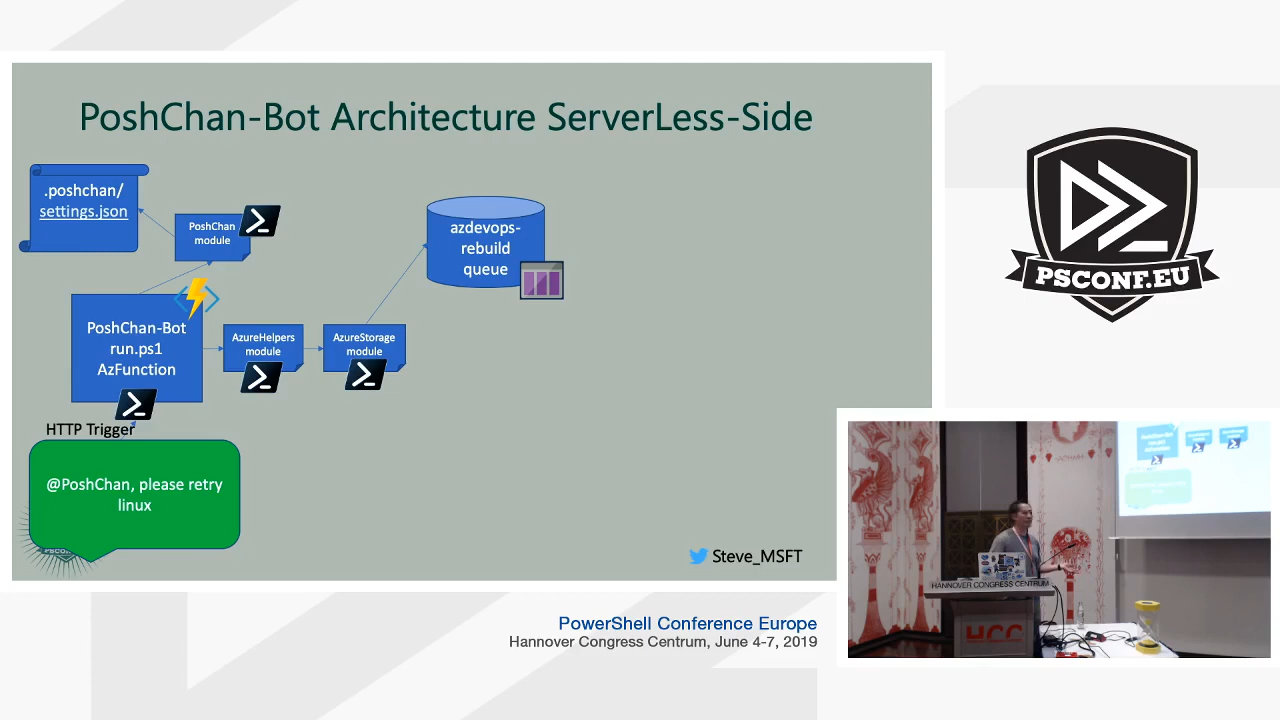 PoshChan-Bot Architecture ServerLess-Side
.poshchan/
settings.json
PoshChan
module
azdevops-
rebuild
queue
PoshChan-Bot
run.ps1
AzFunction
AzureHelpers
module
AzureStorage
module
HTTP Trigger
@PoshChan, please retry
linux
Steve_MSFT
PSCONF.EU
PowerShell Conference Europe
Hannover Congress Centrum, June 4-7, 2019
HANNOVER CONGRESS CENTRUM
HCC